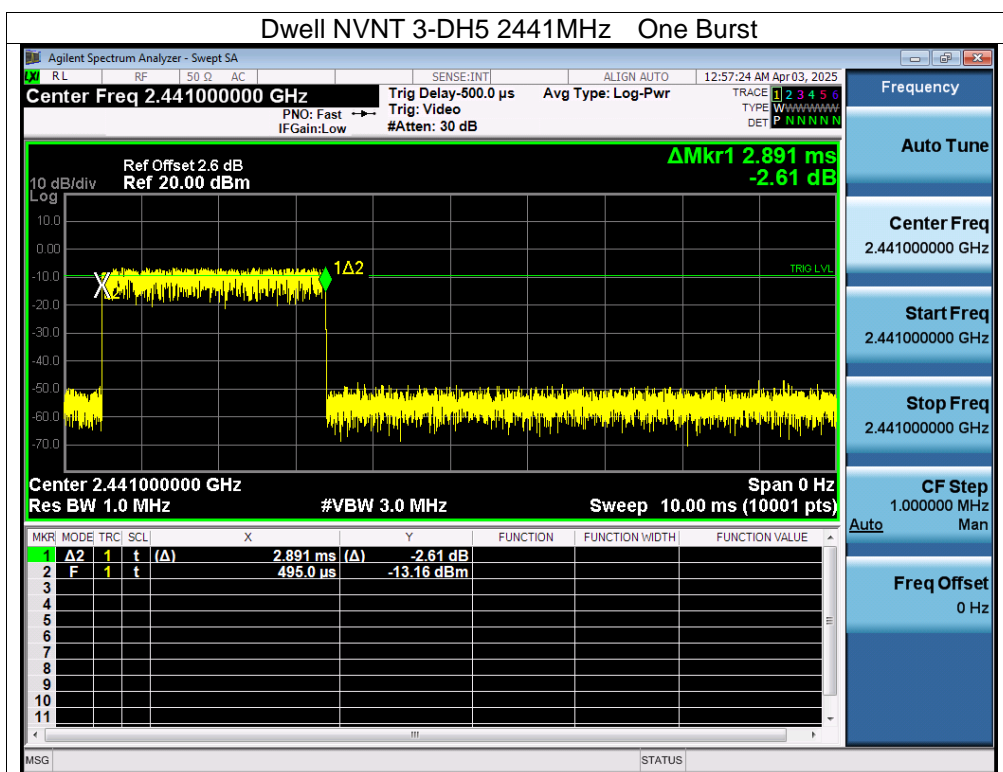 Dwell NVNT 3-DH5 2441MHz One Burst
Agilent Spectrum Analyzer - Swept SA
LXI RL RF 50 Ω AC SENSE:INT ALIGN AUTO 12:57:24 AM Apr 03, 2025
Center Freq 2.441000000 GHz Trig Delay-500.0 µs Avg Type: Log-Pwr TRACE 1 2 3 4 5 6
PNO: Fast Trig: Video TYPE WWWWWWW
IFGain:Low #Atten: 30 dB DET P N N N N N
ΔMkr1 2.891 ms
-2.61 dB
Ref Offset 2.6 dB
10 dB/div Ref 20.00 dBm
Log
10.0
0.00
-10.0
-20.0
-30.0
-40.0
-50.0
-60.0
-70.0
1Δ2
TRIG LVL
X2
Center 2.441000000 GHz Span 0 Hz
Res BW 1.0 MHz #VBW 3.0 MHz Sweep 10.00 ms (10001 pts)
MKR MODE TRC SCL X Y FUNCTION FUNCTION WIDTH FUNCTION VALUE
1 Δ2 1 t (Δ) 2.891 ms (Δ) -2.61 dB
2 F 1 t 495.0 µs -13.16 dBm
3
4
5
6
7
8
9
10
11
MSG STATUS
Frequency
Auto Tune
Center Freq
2.441000000 GHz
Start Freq
2.441000000 GHz
Stop Freq
2.441000000 GHz
CF Step
1.000000 MHz
Auto Man
Freq Offset
0 Hz